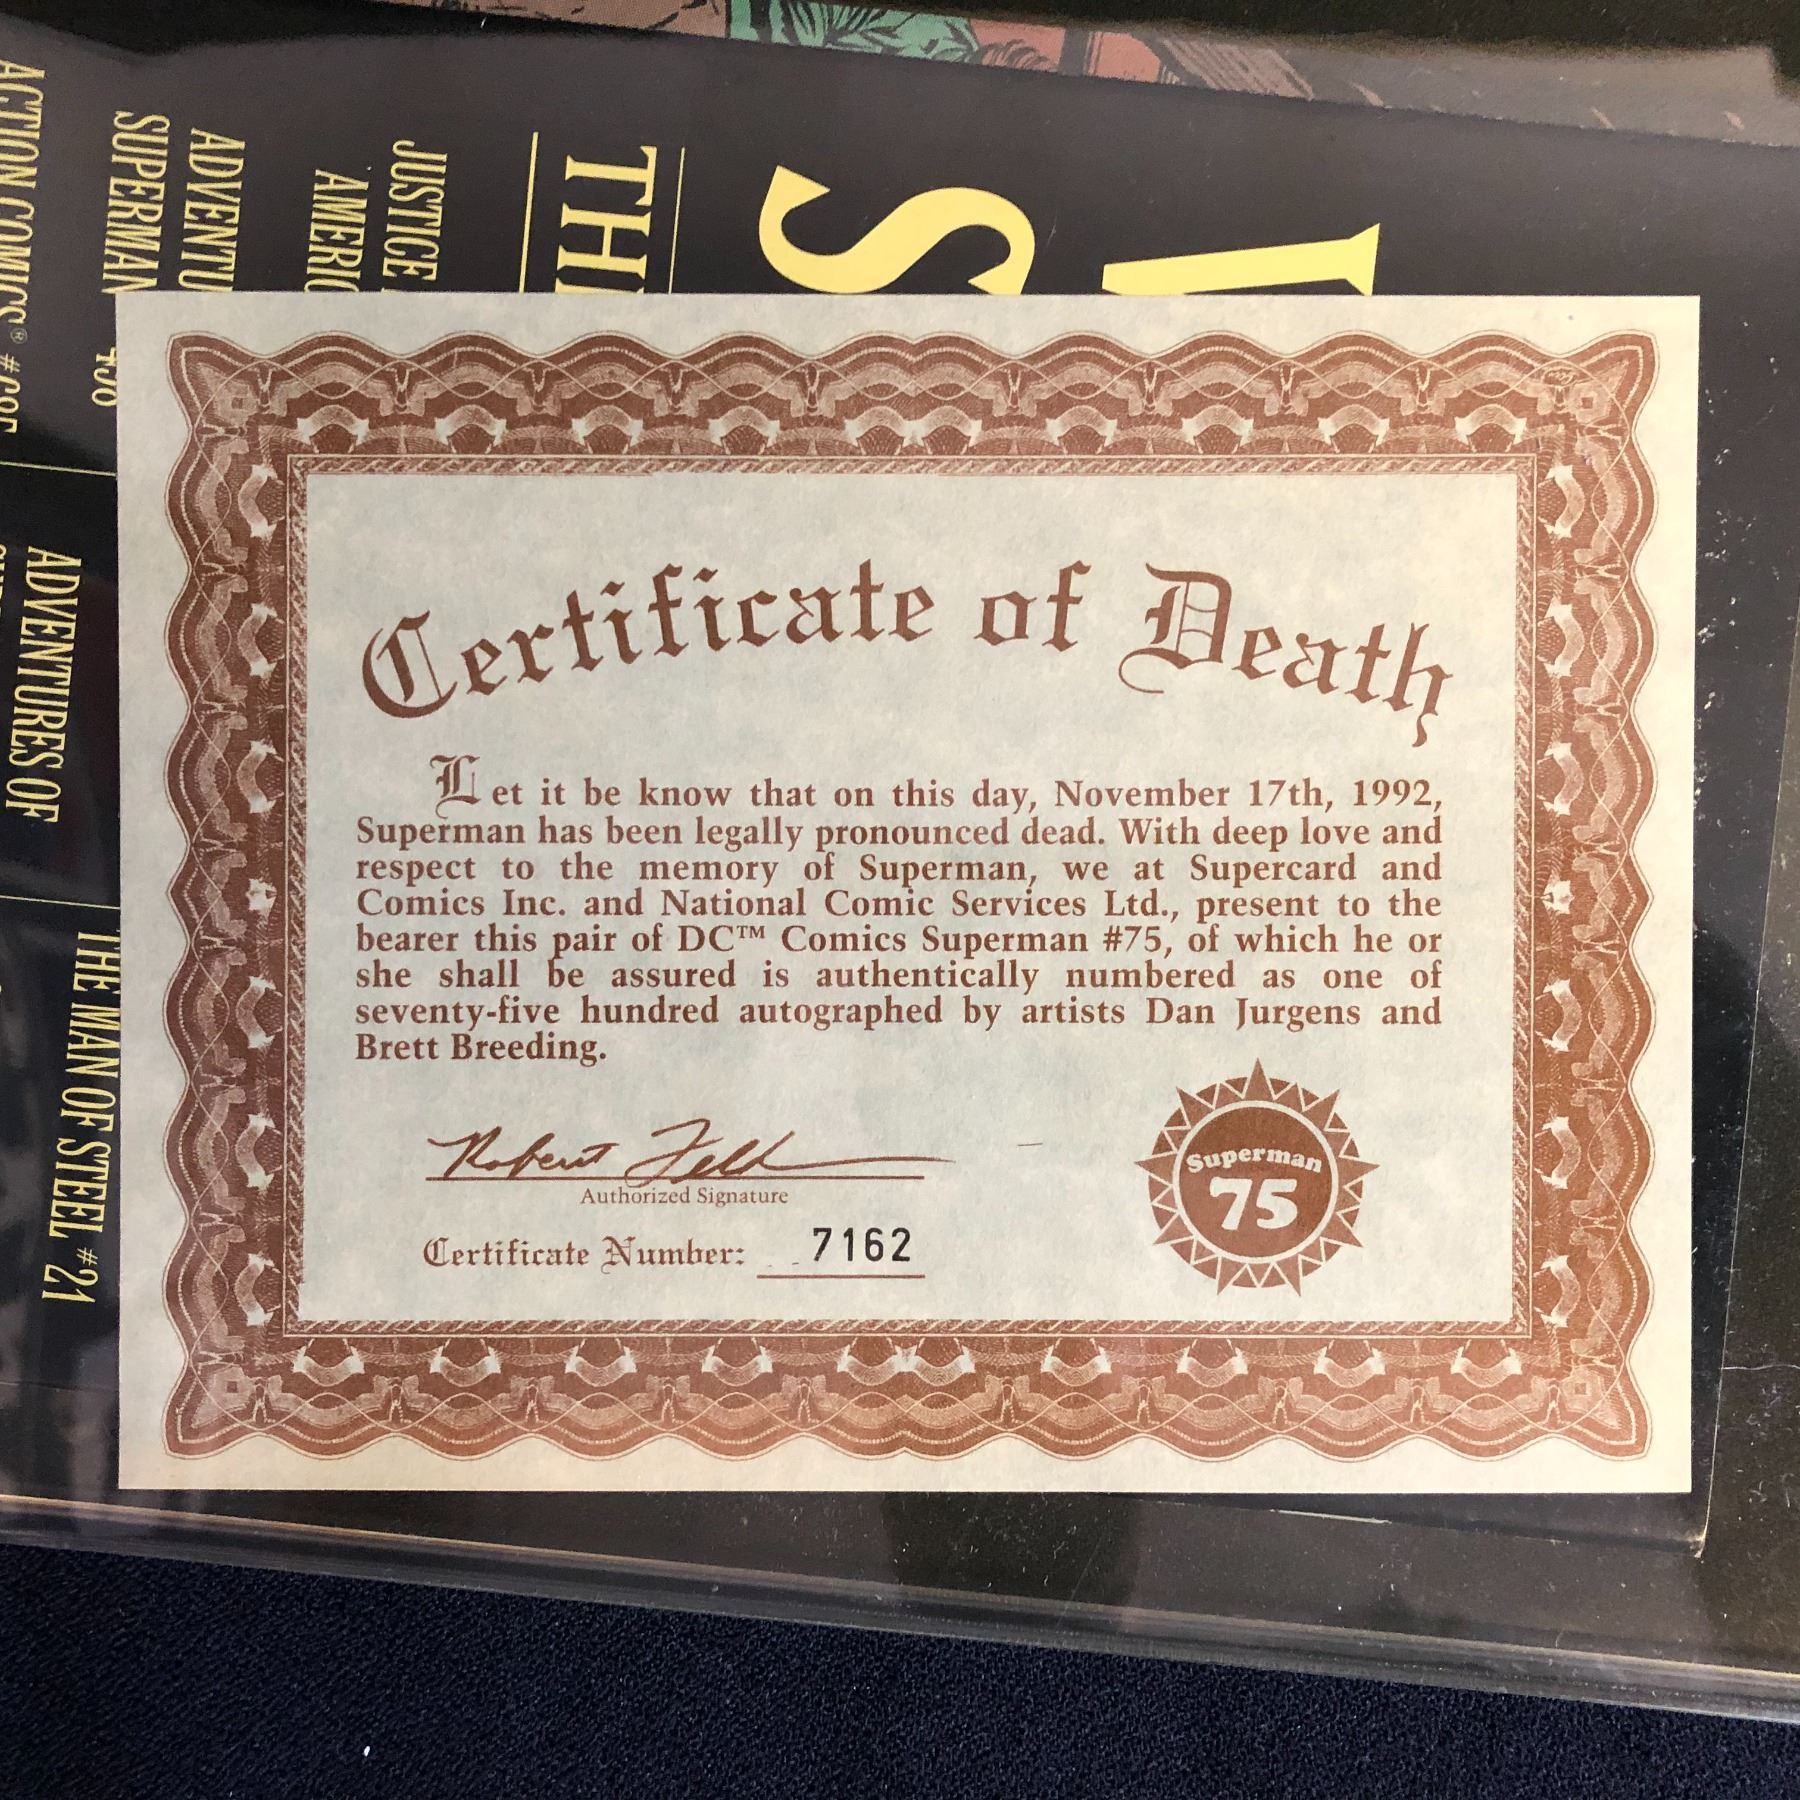 ACTION COMICS®
ADVENTU
SUPERMAN
JUSTICE
AMERIC
TH
S
ADVENTURES OF
THE MAN OF STEEL #21
Certificate of Death
Let it be know that on this day, November 17th, 1992,
Superman has been legally pronounced dead. With deep love and
respect to the memory of Superman, we at Supercard and
Comics Inc. and National Comic Services Ltd., present to the
bearer this pair of DC™ Comics Superman #75, of which he or
she shall be assured is authentically numbered as one of
seventy-five hundred autographed by artists Dan Jurgens and
Brett Breeding.
Robert Feld
Authorized Signature
Certificate Number: 7162
Superman
75